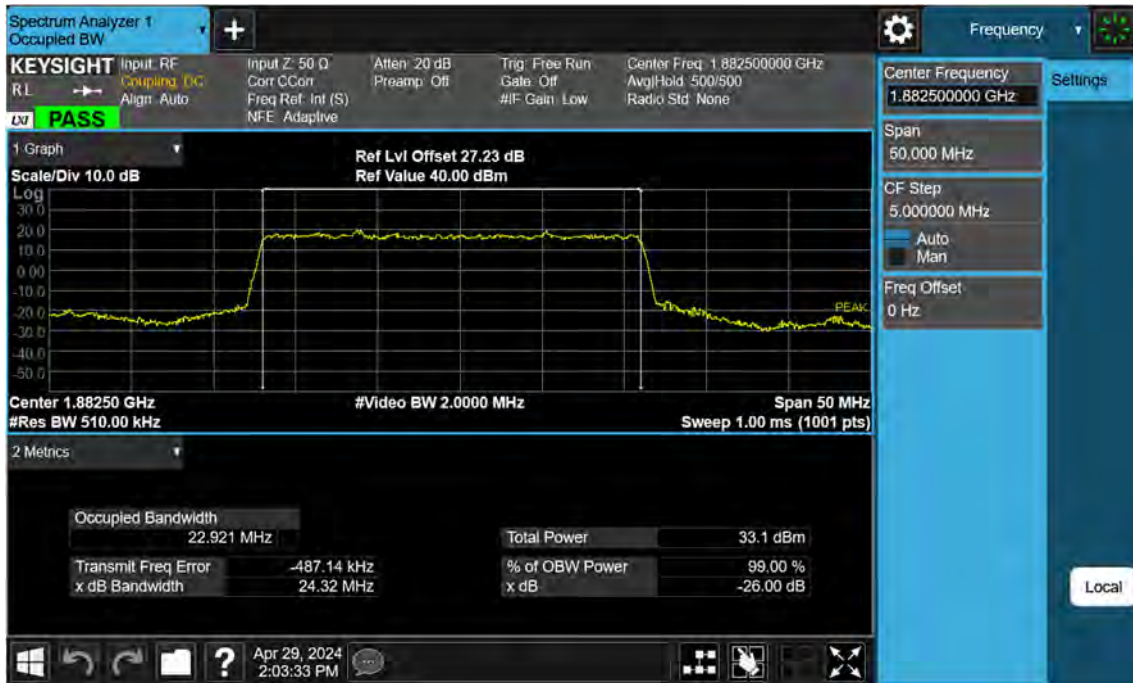 Spectrum Analyzer 1
Occupied BW
+
Frequency
KEYSIGHT
RL
LXI PASS
Input: RF
Coupling: DC
Align: Auto
Input Z: 50 Ω
Corr CCorr
Freq Ref: Int (S)
NFE: Adaptive
Atten: 20 dB
Preamp: Off
Trig: Free Run
Gate: Off
#IF Gain: Low
Center Freq: 1.882500000 GHz
Avg|Hold: 500/500
Radio Std: None
Center Frequency
1.882500000 GHz
Settings
Span
50.000 MHz
CF Step
5.000000 MHz
Auto
Man
Freq Offset
0 Hz
1 Graph
Ref Lvl Offset 27.23 dB
Scale/Div 10.0 dB
Ref Value 40.00 dBm
Log
30.0
20.0
10.0
0.00
-10.0
-20.0
PEAK
-30.0
-40.0
-50.0
Center 1.88250 GHz
#Video BW 2.0000 MHz
Span 50 MHz
#Res BW 510.00 kHz
Sweep 1.00 ms (1001 pts)
2 Metrics
Occupied Bandwidth
22.921 MHz
Total Power 33.1 dBm
Transmit Freq Error -487.14 kHz
% of OBW Power 99.00 %
x dB Bandwidth 24.32 MHz
x dB -26.00 dB
Local
?
Apr 29, 2024
2:03:33 PM